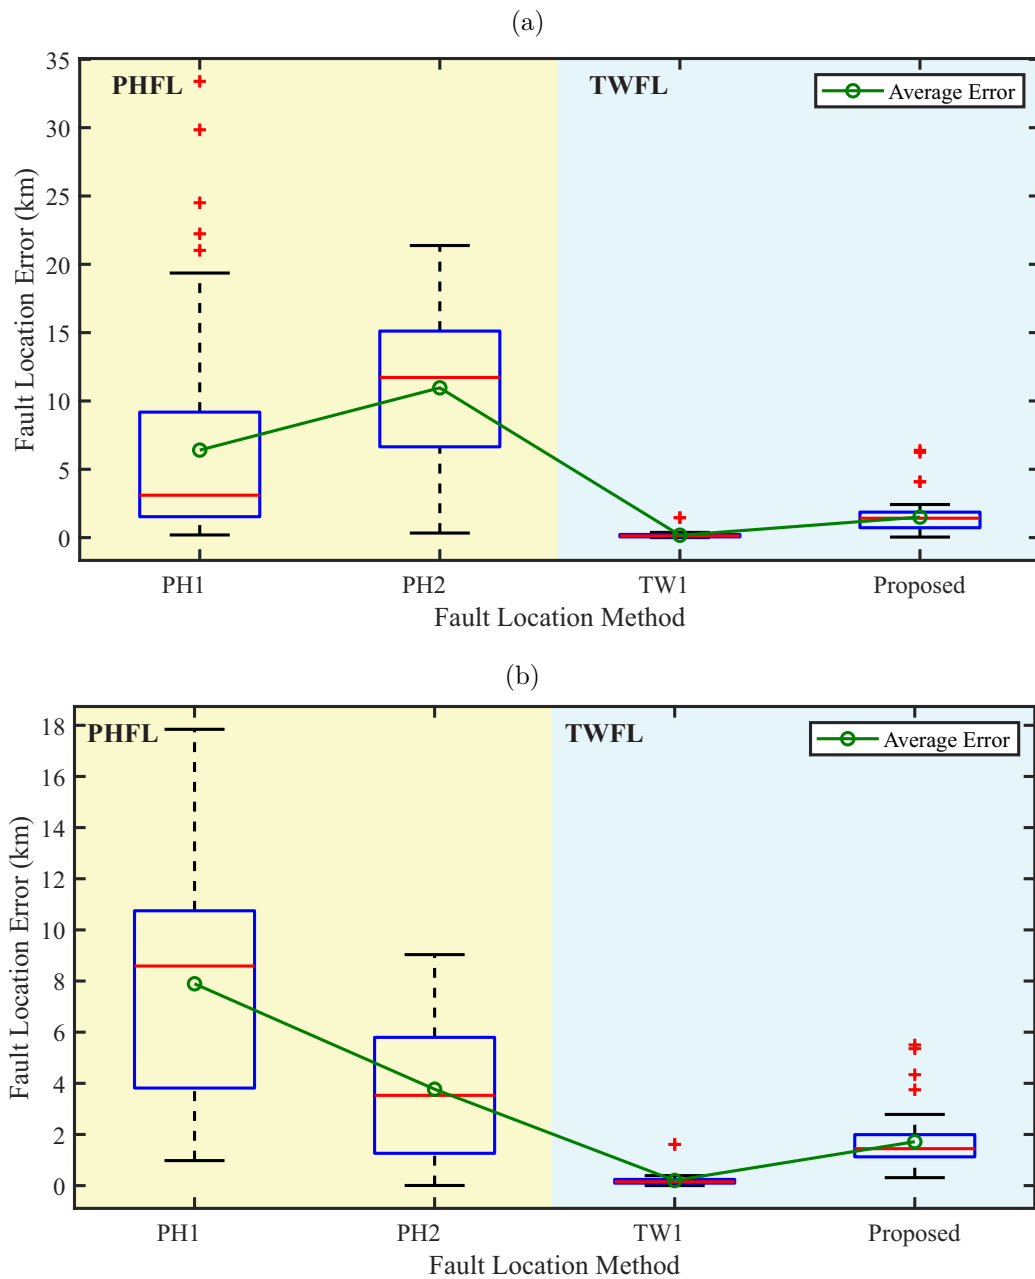 (a)
PHFL
TWFL
Average Error
35
30
25
20
15
10
5
0
Fault Location Error (km)
PH1
PH2
TW1
Proposed
Fault Location Method
(b)
PHFL
TWFL
Average Error
18
16
14
12
10
8
6
4
2
0
Fault Location Error (km)
PH1
PH2
TW1
Proposed
Fault Location Method